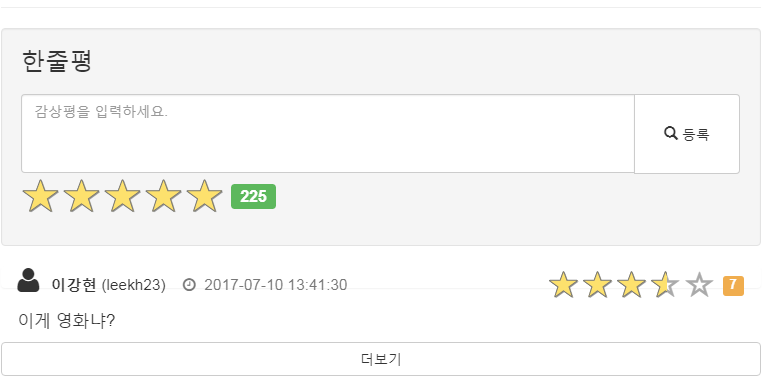 한줄평
감상평을 입력하세요.
등록
225
이강현 (leekh23) 2017-07-10 13:41:30 7
이게 영화냐?
더보기